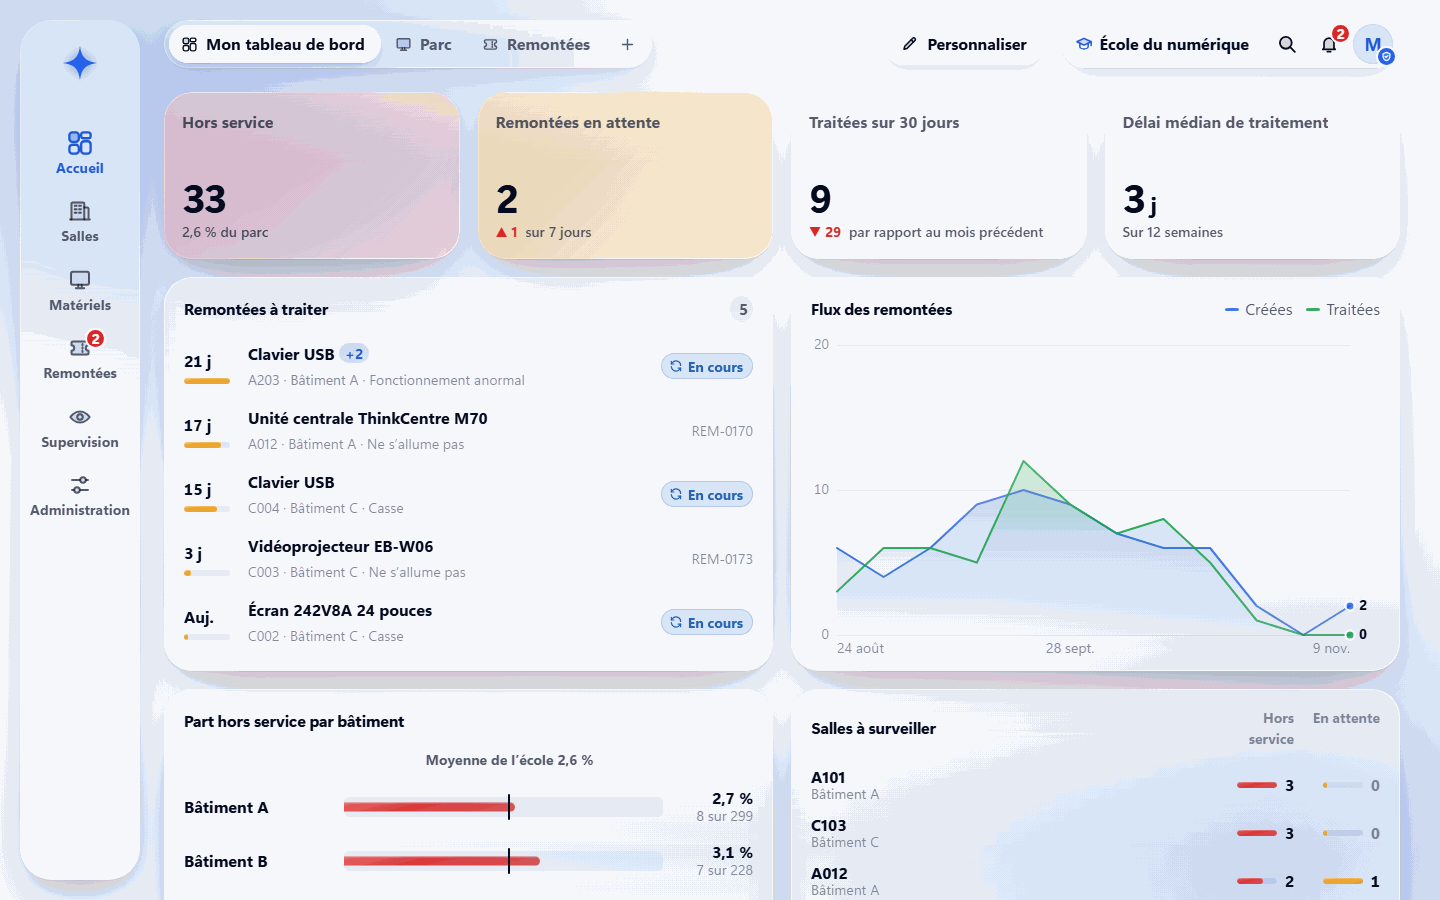 Mon tableau de bord
Parc
Remontées
Personnaliser
École du numérique
2
M
Accueil
Salles
Matériels
2
Remontées
Supervision
Administration
Hors service
33
2,6 % du parc
Remontées en attente
2
1 sur 7 jours
Traitées sur 30 jours
9
29 par rapport au mois précédent
Délai médian de traitement
3 j
Sur 12 semaines
Remontées à traiter
5
21 j
Clavier USB +2
A203 · Bâtiment A · Fonctionnement anormal
En cours
17 j
Unité centrale ThinkCentre M70
A012 · Bâtiment A · Ne s’allume pas
REM-0170
15 j
Clavier USB
C004 · Bâtiment C · Casse
En cours
3 j
Vidéoprojecteur EB-W06
C003 · Bâtiment C · Ne s’allume pas
REM-0173
Auj.
Écran 242V8A 24 pouces
C002 · Bâtiment C · Casse
En cours
Flux des remontées
Créées
Traitées
20
10
0
2
0
24 août
28 sept.
9 nov.
Part hors service par bâtiment
Moyenne de l’école 2,6 %
Bâtiment A
2,7 %
8 sur 299
Bâtiment B
3,1 %
7 sur 228
Salles à surveiller
Hors service
En attente
A101
Bâtiment A
3
0
C103
Bâtiment C
3
0
A012
Bâtiment A
2
1